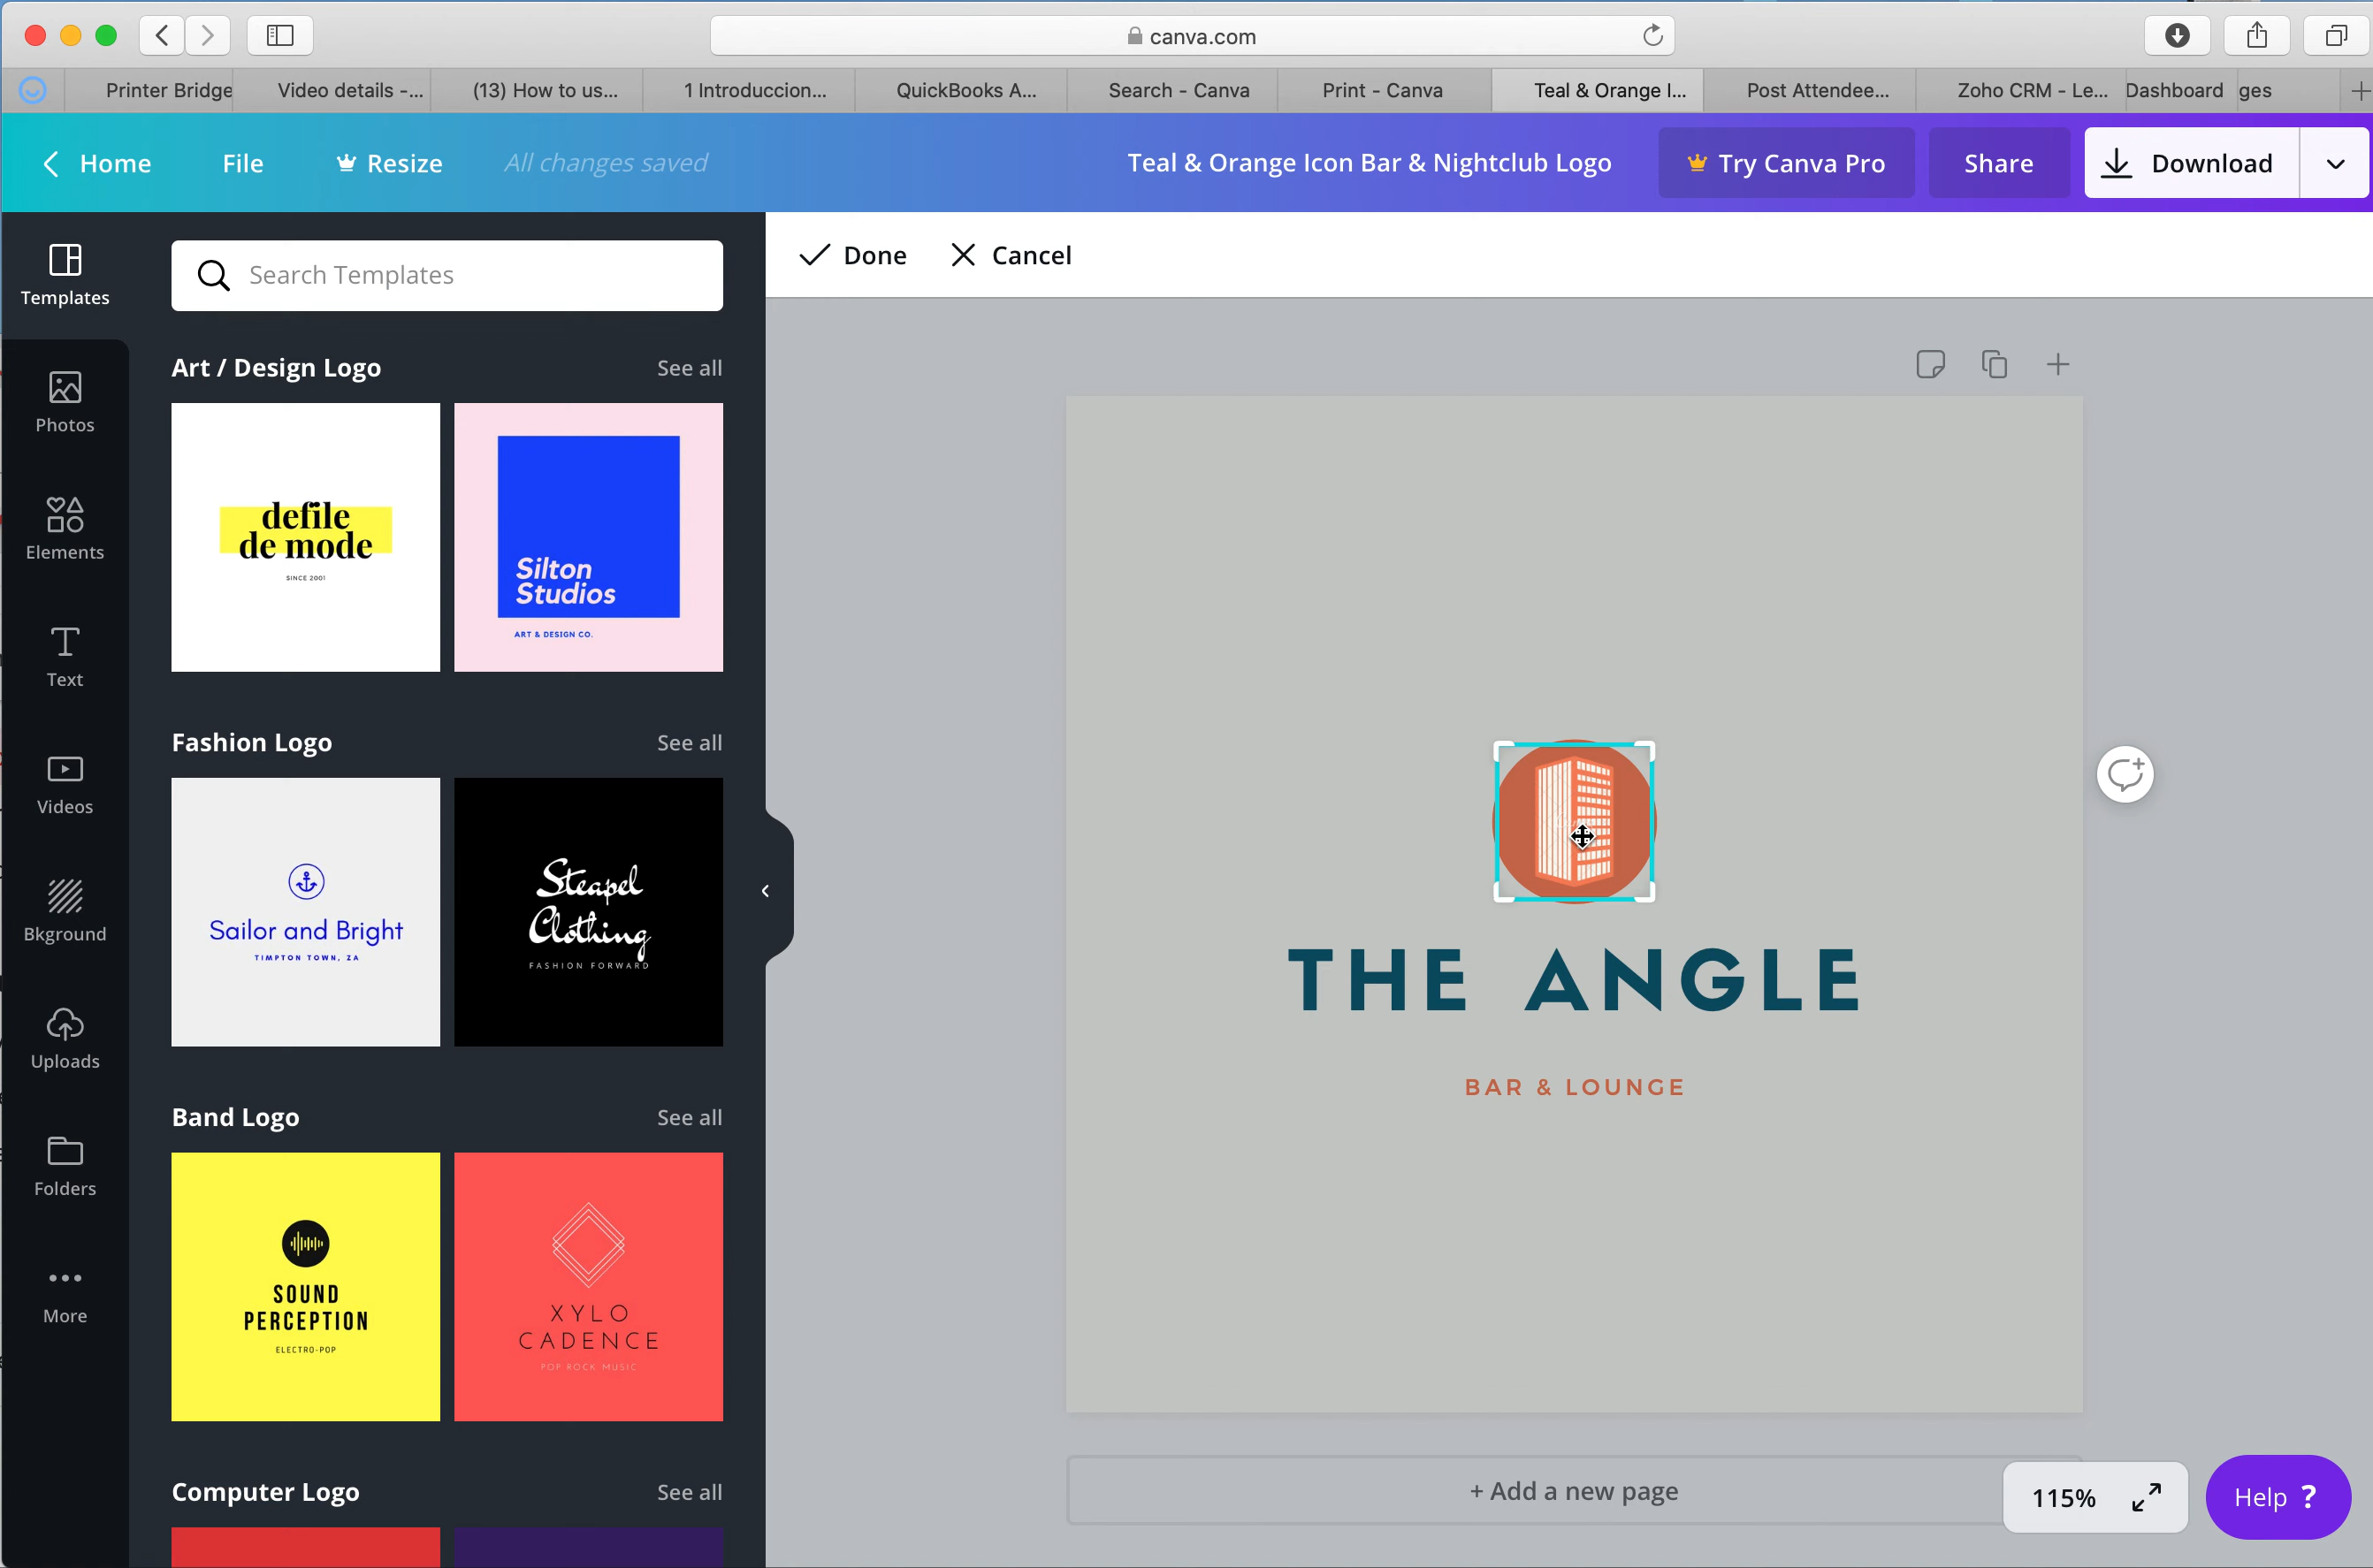 canva.com
Printer Bridge
Video details -...
(13) How to us...
1 Introduccion...
QuickBooks A...
Search - Canva
Print - Canva
Teal & Orange I...
Post Attendee...
Zoho CRM - Le...
Dashboard
ges
Home
File
Resize
All changes saved
Teal & Orange Icon Bar & Nightclub Logo
Try Canva Pro
Share
Download
Templates
Photos
Elements
Text
Videos
Bkground
Uploads
Folders
More
Search Templates
Art / Design Logo
See all
defile
de mode
SINCE 2001
Silton
Studios
ART & DESIGN CO.
Fashion Logo
See all
Sailor and Bright
TIMPTON TOWN, ZA
Steapel
Clothing
FASHION FORWARD
Band Logo
See all
SOUND
PERCEPTION
ELECTRO-POP
XYLO
CADENCE
POP ROCK MUSIC
Computer Logo
See all
Done
Cancel
THE ANGLE
BAR & LOUNGE
+ Add a new page
115%
Help ?